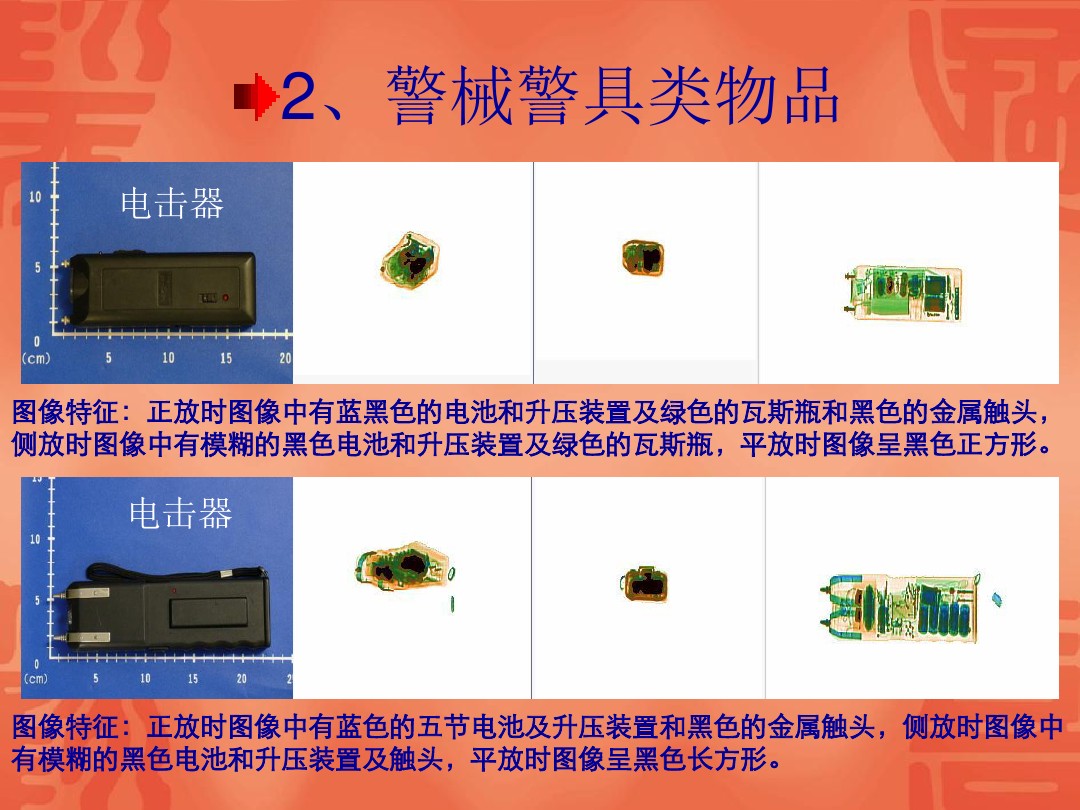 2、警械警具类物品
电击器
10
5
0
(cm)
5
10
15
20
图像特征：正放时图像中有蓝黑色的电池和升压装置及绿色的瓦斯瓶和黑色的金属触头，
侧放时图像中有模糊的黑色电池和升压装置及绿色的瓦斯瓶，平放时图像呈黑色正方形。
15
电击器
10
5
0
(cm)
5
10
15
20
图像特征：正放时图像中有蓝色的五节电池及升压装置和黑色的金属触头，侧放时图像中
有模糊的黑色电池和升压装置及触头，平放时图像呈黑色长方形。